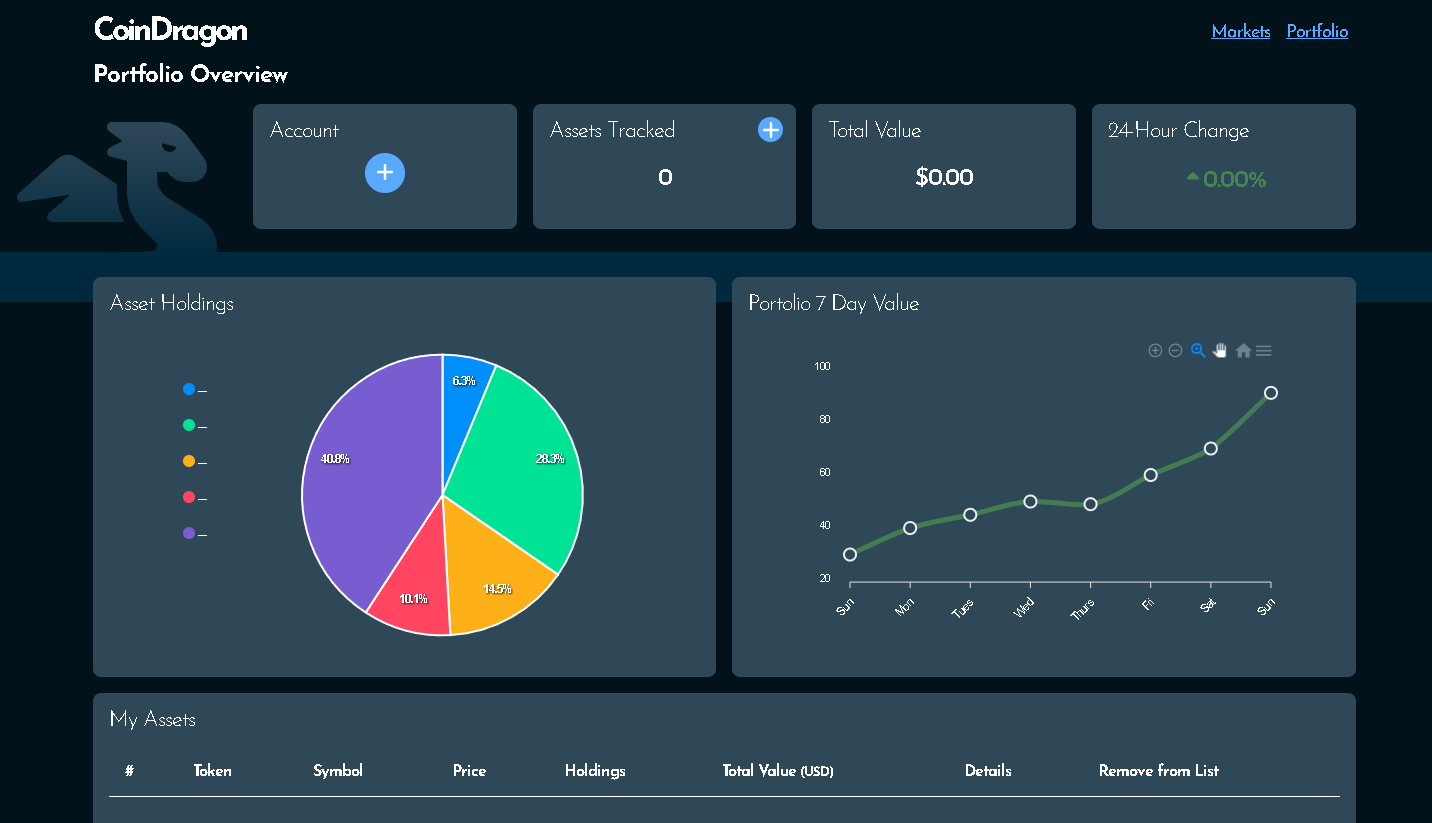 CoinDragon
Markets Portfolio
Portfolio Overview
Account
Assets Tracked
0
Total Value
$0.00
24-Hour Change
0.00%
Asset Holdings
–
–
–
–
–
6.3%
28.3%
14.5%
10.1%
40.8%
Portolio 7 Day Value
100
80
60
40
20
Sun Mon Tues Wed Thurs Fri Sat Sun
My Assets
# Token Symbol Price Holdings Total Value (USD) Details Remove from List